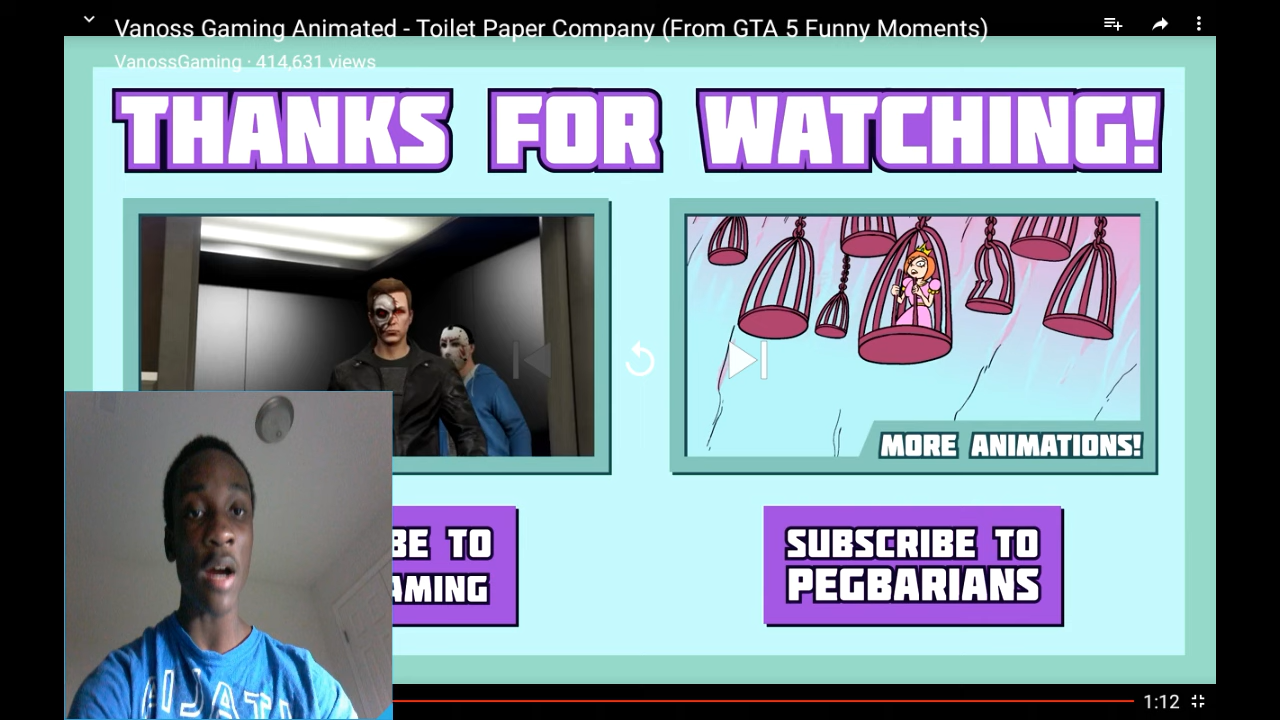 Vanoss Gaming Animated - Toilet Paper Company (From GTA 5 Funny Moments)
VanossGaming · 414,631 views
THANKS FOR WATCHING!
MORE ANIMATIONS!
BE TO
AMING
SUBSCRIBE TO
PEGBARIANS
1:12